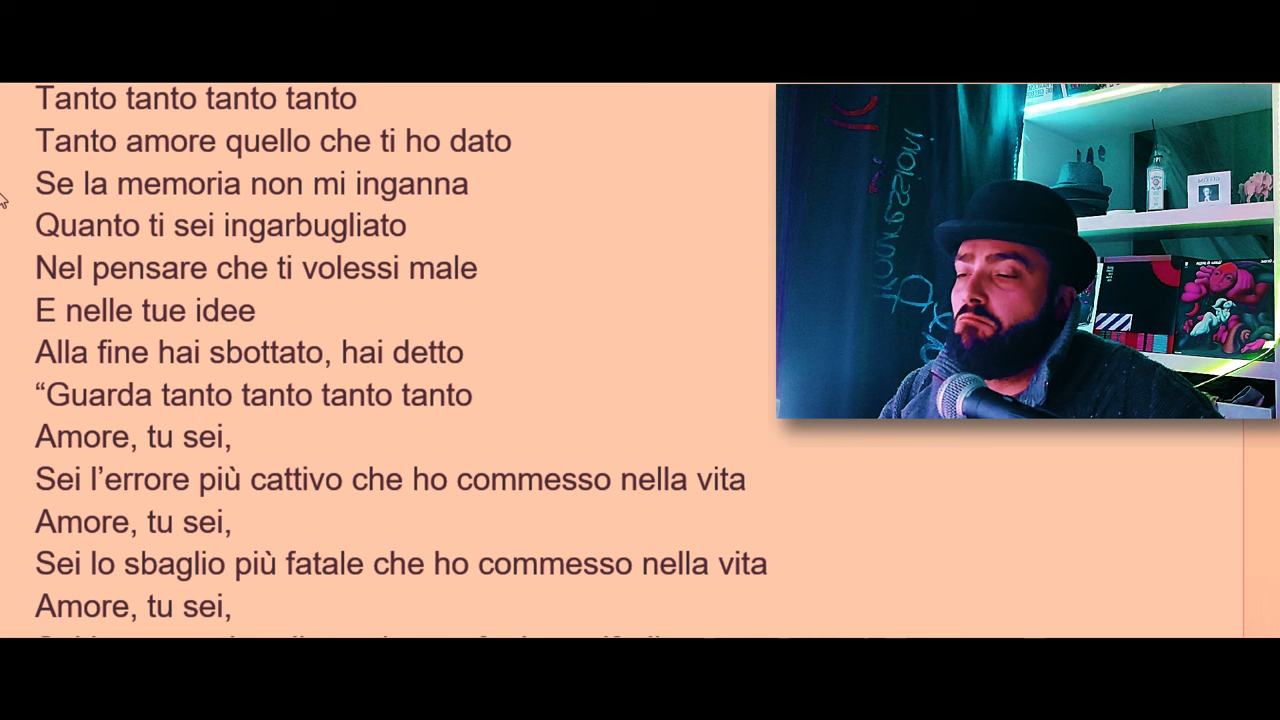 Tanto tanto tanto tanto
Tanto amore quello che ti ho dato
Se la memoria non mi inganna
Quanto ti sei ingarbugliato
Nel pensare che ti volessi male
E nelle tue idee
Alla fine hai sbottato, hai detto
“Guarda tanto tanto tanto tanto
Amore, tu sei,
Sei l’errore più cattivo che ho commesso nella vita
Amore, tu sei,
Sei lo sbaglio più fatale che ho commesso nella vita
Amore, tu sei,